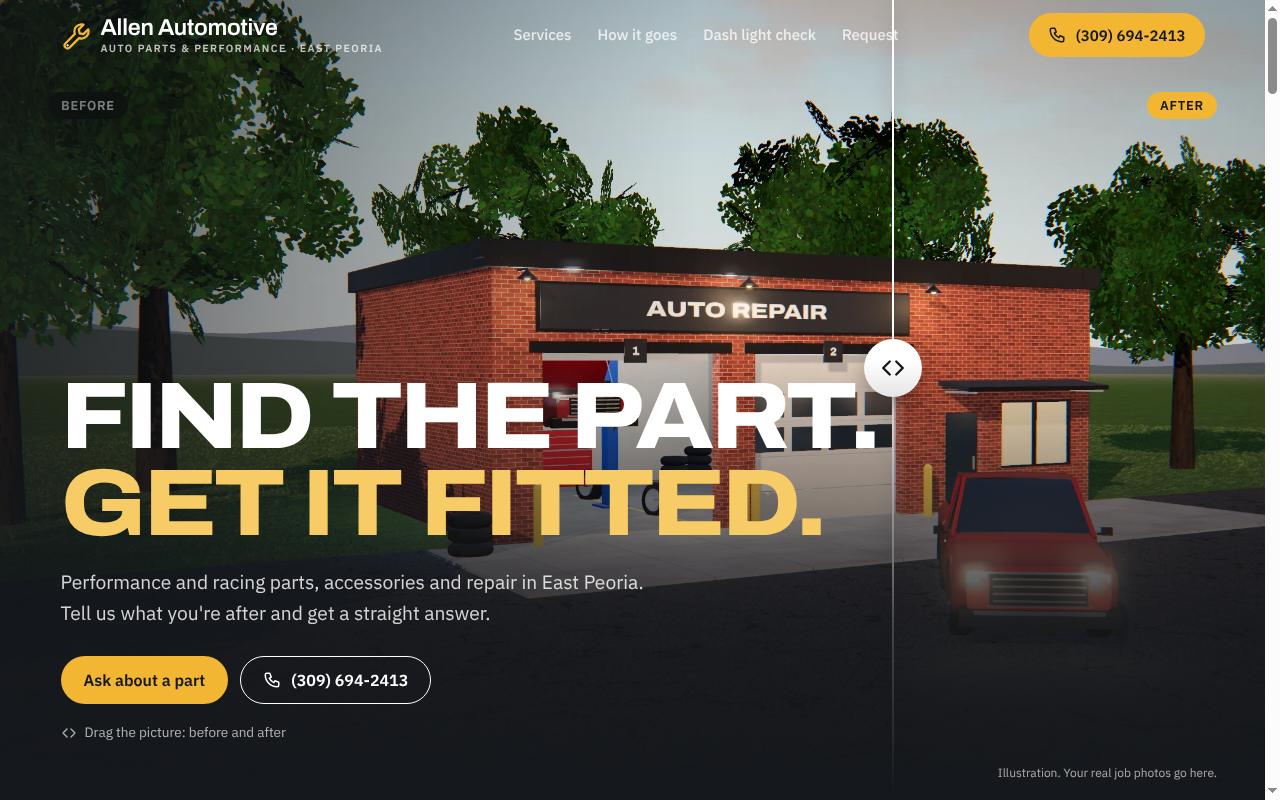 Allen Automotive
AUTO PARTS & PERFORMANCE · EAST PEORIA
Services
How it goes
Dash light check
Request
(309) 694-2413
BEFORE
AFTER
AUTO REPAIR
1
2
FIND THE PART.
GET IT FITTED.
Performance and racing parts, accessories and repair in East Peoria.
Tell us what you're after and get a straight answer.
Ask about a part
(309) 694-2413
Drag the picture: before and after
Illustration. Your real job photos go here.